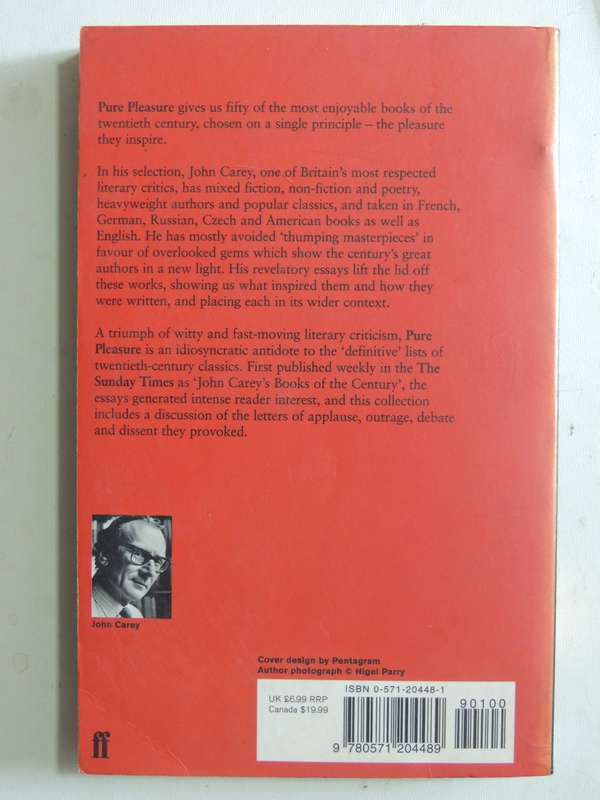 Pure Pleasure gives us fifty of the most enjoyable books of the
twentieth century, chosen on a single principle – the pleasure
they inspire.
In his selection, John Carey, one of Britain's most respected
literary critics, has mixed fiction, non-fiction and poetry,
heavyweight authors and popular classics, and taken in French,
German, Russian, Czech and American books as well as
English. He has mostly avoided 'thumping masterpieces' in
favour of overlooked gems which show the century's great
authors in a new light. His revelatory essays lift the lid off
these works, showing us what inspired them and how they
were written, and placing each in its wider context.
A triumph of witty and fast-moving literary criticism, Pure
Pleasure is an idiosyncratic antidote to the 'definitive' lists of
twentieth-century classics. First published weekly in the The
Sunday Times as 'John Carey's Books of the Century', the
essays generated intense reader interest, and this collection
includes a discussion of the letters of applause, outrage, debate
and dissent they provoked.
John Carey
Cover design by Pentagram
Author photograph © Nigel Parry
UK £6.99 RRP
Canada $19.99
ISBN 0-571-20448-1
90100
9 780571 204489
ff